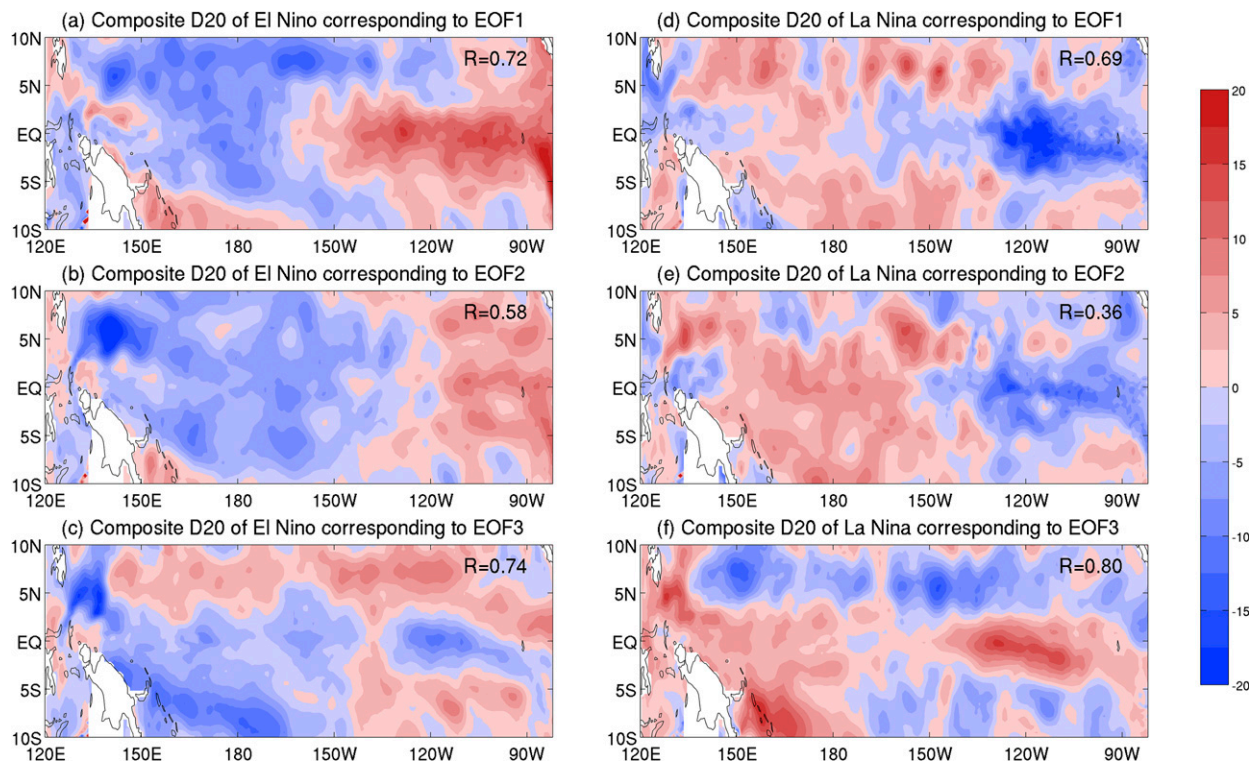 (a) Composite D20 of El Nino corresponding to EOF1
10N
5N
EQ
5S
10S
R=0.72
120E 150E 180 150W 120W 90W
(d) Composite D20 of La Nina corresponding to EOF1
10N
5N
EQ
5S
10S
R=0.69
120E 150E 180 150W 120W 90W
(b) Composite D20 of El Nino corresponding to EOF2
10N
5N
EQ
5S
10S
R=0.58
120E 150E 180 150W 120W 90W
(e) Composite D20 of La Nina corresponding to EOF2
10N
5N
EQ
5S
10S
R=0.36
120E 150E 180 150W 120W 90W
(c) Composite D20 of El Nino corresponding to EOF3
10N
5N
EQ
5S
10S
R=0.74
120E 150E 180 150W 120W 90W
(f) Composite D20 of La Nina corresponding to EOF3
10N
5N
EQ
5S
10S
R=0.80
120E 150E 180 150W 120W 90W
20
15
10
5
0
-5
-10
-15
-20